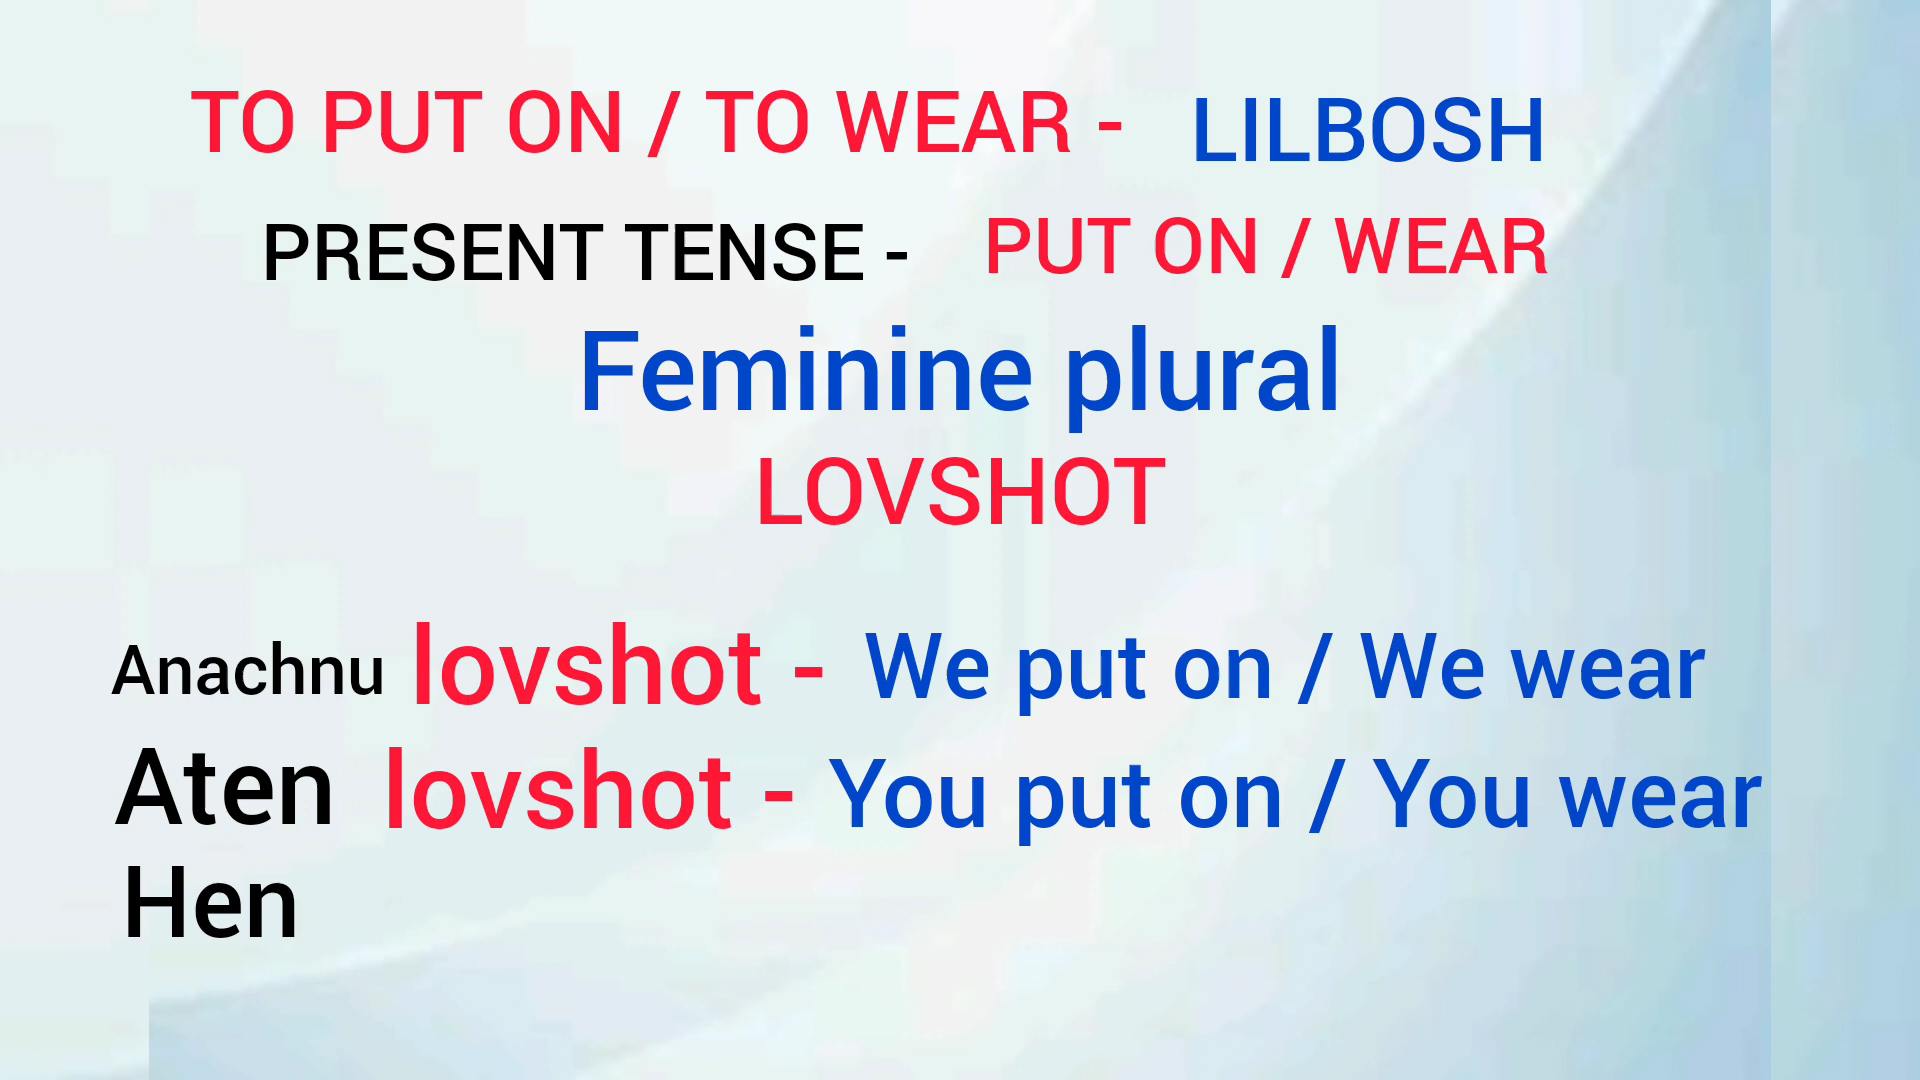 TO PUT ON / TO WEAR - LILBOSH
PRESENT TENSE - PUT ON / WEAR
Feminine plural
LOVSHOT
Anachnu lovshot - We put on / We wear
Aten lovshot - You put on / You wear
Hen